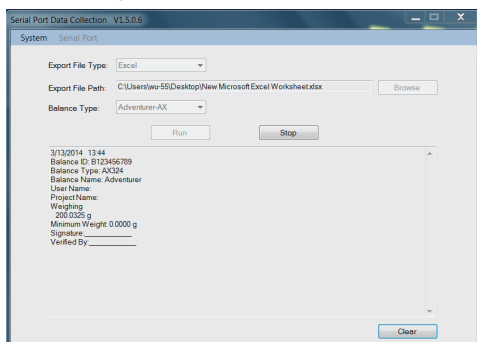 Serial Port Data Collection V1.5.0.6
System Serial Port
Export File Type: Excel
Export File Path: C:\Users\wu-55\Desktop\New Microsoft Excel Worksheet.xlsx Browse
Balance Type: Adventurer-AX
Run Stop
3/13/2014 13:44
Balance ID: B123456789
Balance Type: AX324
Balance Name: Adventurer
User Name:
Project Name:
Weighing
200.0325 g
Minimum Weight 0.0000 g
Signature:___________
Verified By:___________
Clear